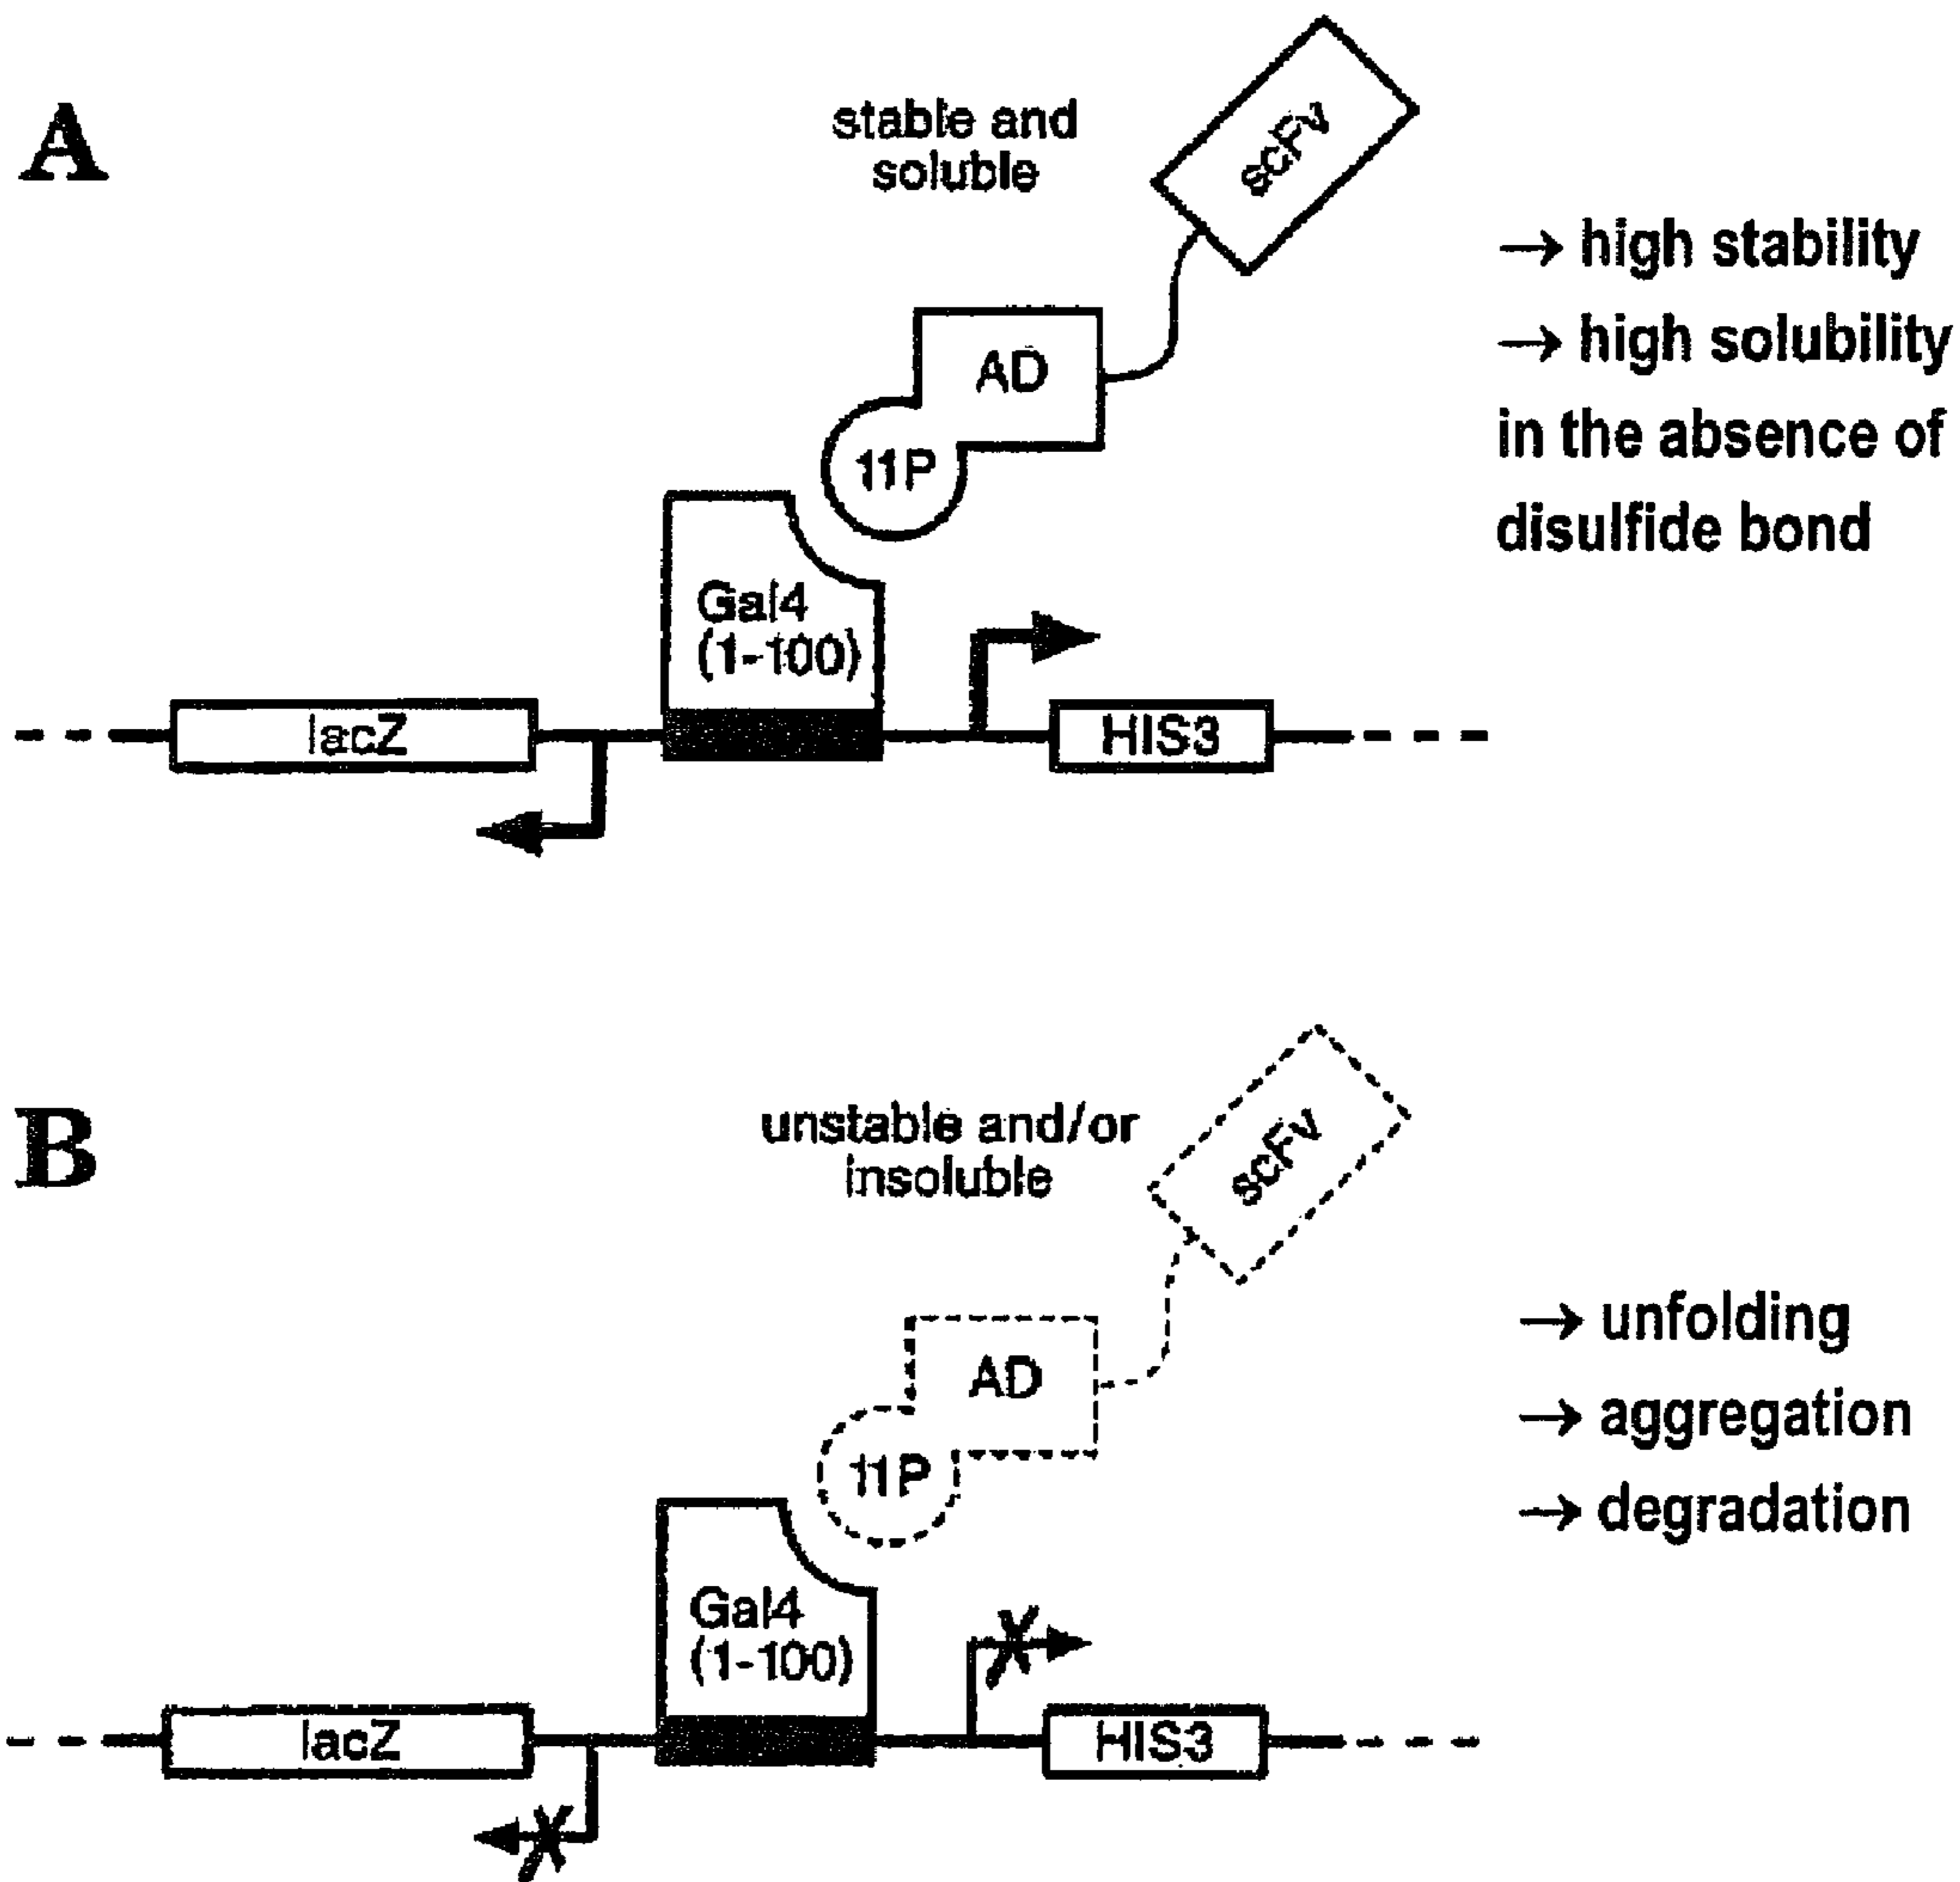 A
stable and
soluble
scFv
→ high stability
→ high solubility
in the absence of
disulfide bond
AD
11P
Gal4
(1-100)
lacZ
HIS3
B
unstable and/or
insoluble
scFv
→ unfolding
→ aggregation
→ degradation
AD
11P
Gal4
(1-100)
lacZ
HIS3